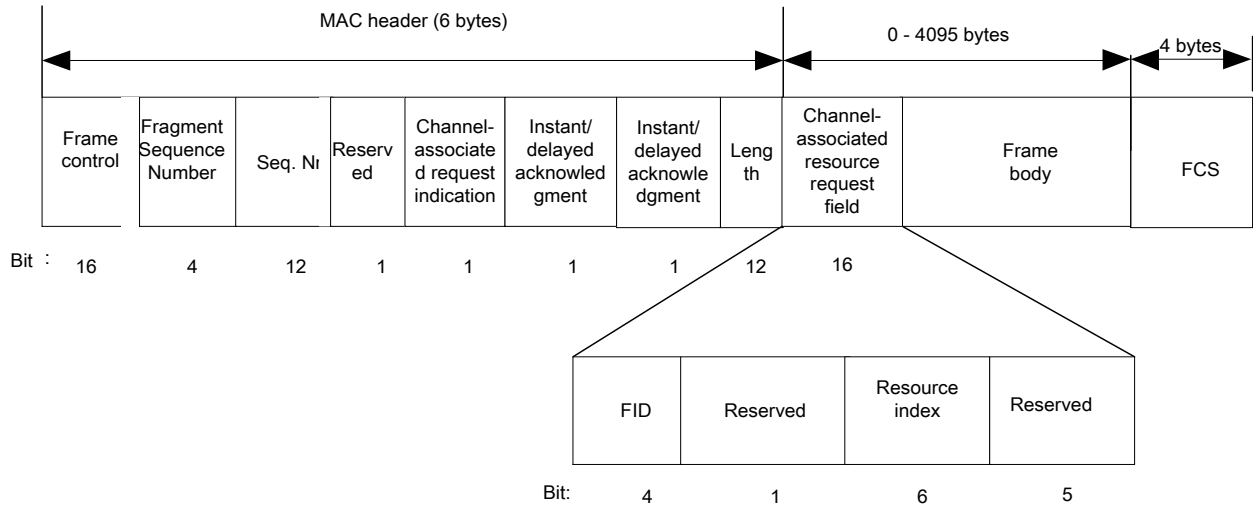 MAC header (6 bytes)
0 - 4095 bytes
4 bytes
Frame
control
Fragment
Sequence
Number
Seq. Nr
Reserv
ed
Channel-
associate
d request
indication
Instant/
delayed
acknowled
gment
Instant/
delayed
acknowle
dgment
Leng
th
Channel-
associated
resource
request
field
Frame
body
FCS
Bit : 16 4 12 1 1 1 1 12 16
FID
Reserved
Resource
index
Reserved
Bit: 4 1 6 5